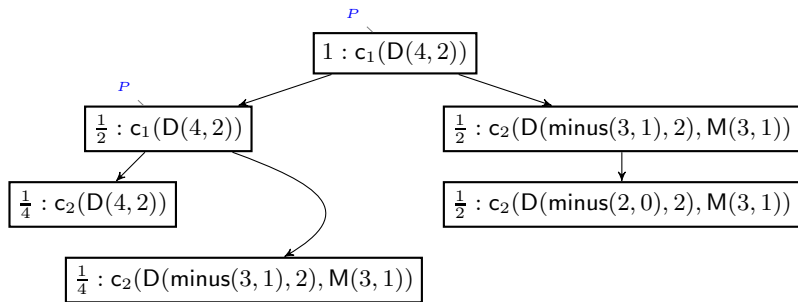 P
1 : c₁(D(4, 2))
P
½ : c₁(D(4, 2))
½ : c₂(D(minus(3, 1), 2), M(3, 1))
¼ : c₂(D(4, 2))
½ : c₂(D(minus(2, 0), 2), M(3, 1))
¼ : c₂(D(minus(3, 1), 2), M(3, 1))